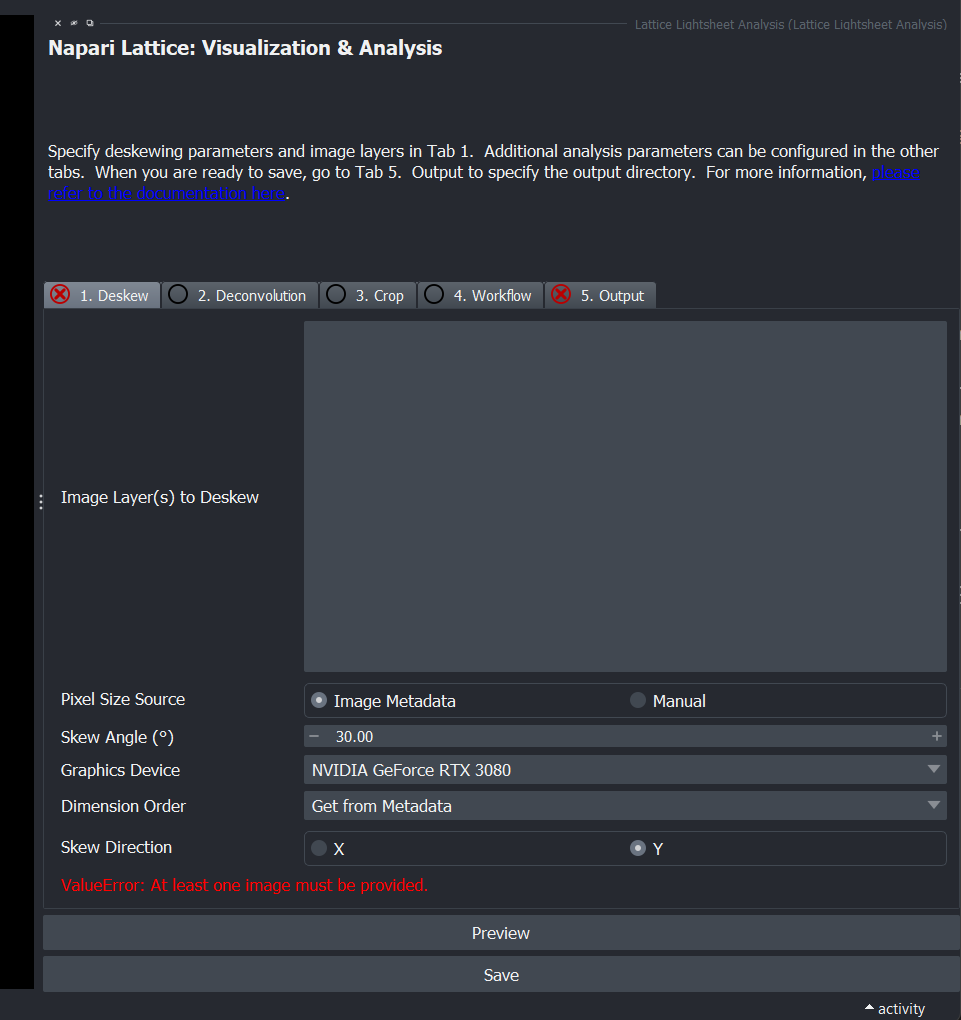 Lattice Lightsheet Analysis (Lattice Lightsheet Analysis)
Napari Lattice: Visualization & Analysis
Specify deskewing parameters and image layers in Tab 1.  Additional analysis parameters can be configured in the other
tabs.  When you are ready to save, go to Tab 5.  Output to specify the output directory.  For more information, please
refer to the documentation here.
1. Deskew 2. Deconvolution 3. Crop 4. Workflow 5. Output
Image Layer(s) to Deskew
Pixel Size Source Image Metadata Manual
Skew Angle (°) − 30.00 +
Graphics Device NVIDIA GeForce RTX 3080
Dimension Order Get from Metadata
Skew Direction X Y
ValueError: At least one image must be provided.
Preview
Save
activity